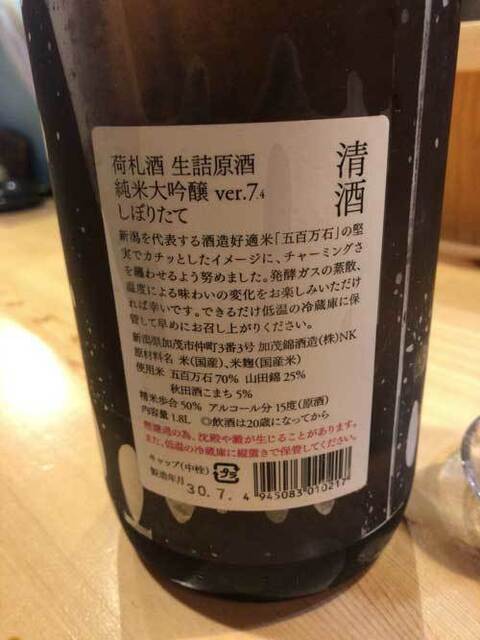 清酒
荷札酒 生詰原酒
純米大吟醸 ver.7.4
しぼりたて
新潟を代表する酒造好適米「五百万石」の堅
実でカチッとしたイメージに、チャーミングさ
を纏わせるよう努めました。発酵ガスの蒸散、
温度による味わいの変化をお楽しみいただけ
れば幸いです。できるだけ低温の冷蔵庫に保
管して早めにお召し上がりください。
新潟県加茂市仲町3番3号 加茂錦酒造(株)NK
原材料名 米(国産)、米麹(国産米)
使用米 五百万石 70% 山田錦 25%
秋田酒こまち 5%
精米歩合 50% アルコール分 15度(原酒)
内容量 1.8L ◎飲酒は20歳になってから
無濾過の為、沈殿や澱が生じることがあります。
また、低温の冷蔵庫に縦置きで保管してください。
キャップ(中栓)
プラ
製造年月 30.7.
4 945083 010217